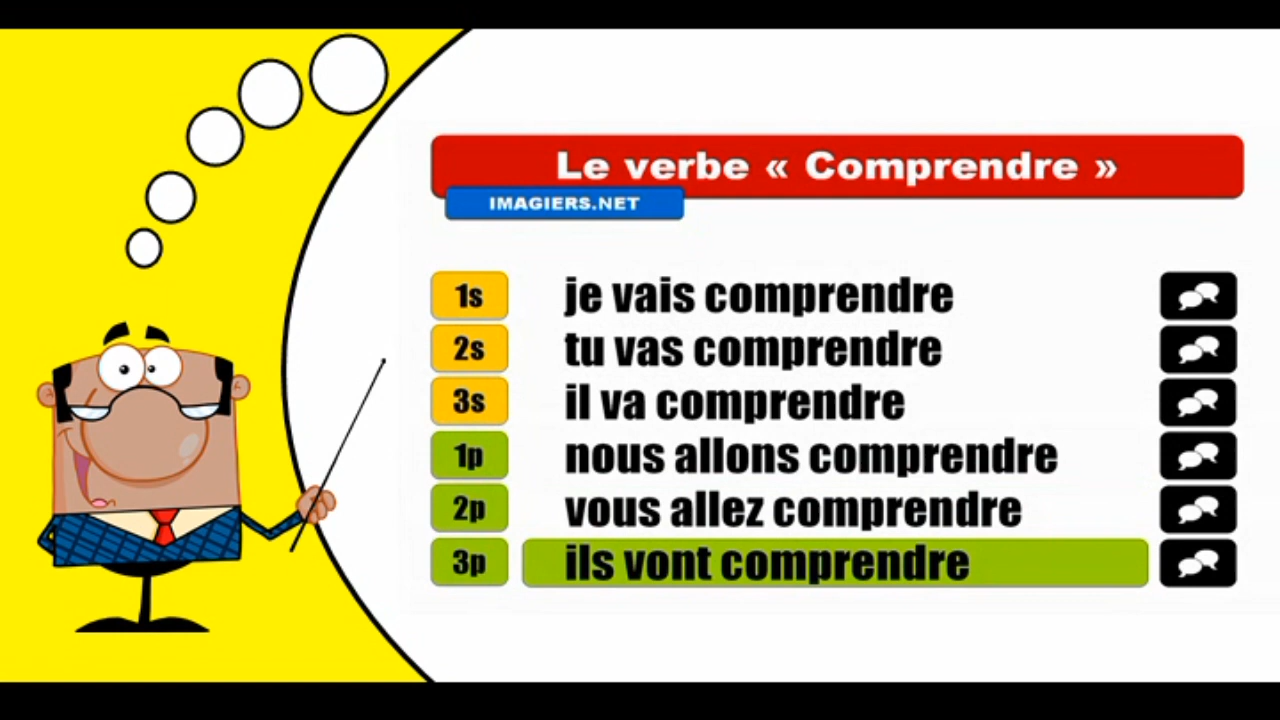 Le verbe « Comprendre »
IMAGIERS.NET
1s je vais comprendre
2s tu vas comprendre
3s il va comprendre
1p nous allons comprendre
2p vous allez comprendre
3p ils vont comprendre